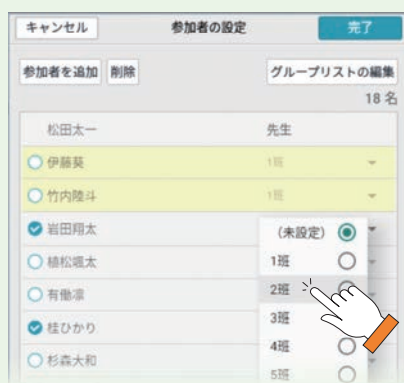 キャンセル 参加者の設定 完了
参加者を追加 削除 グループリストの編集
18 名
松田太一 先生
伊藤葵 1班
竹内陸斗 1班
岩田翔太 (未設定)
植松颯太 1班
有働凛 2班
3班
桂ひかり 4班
杉森大和 5班